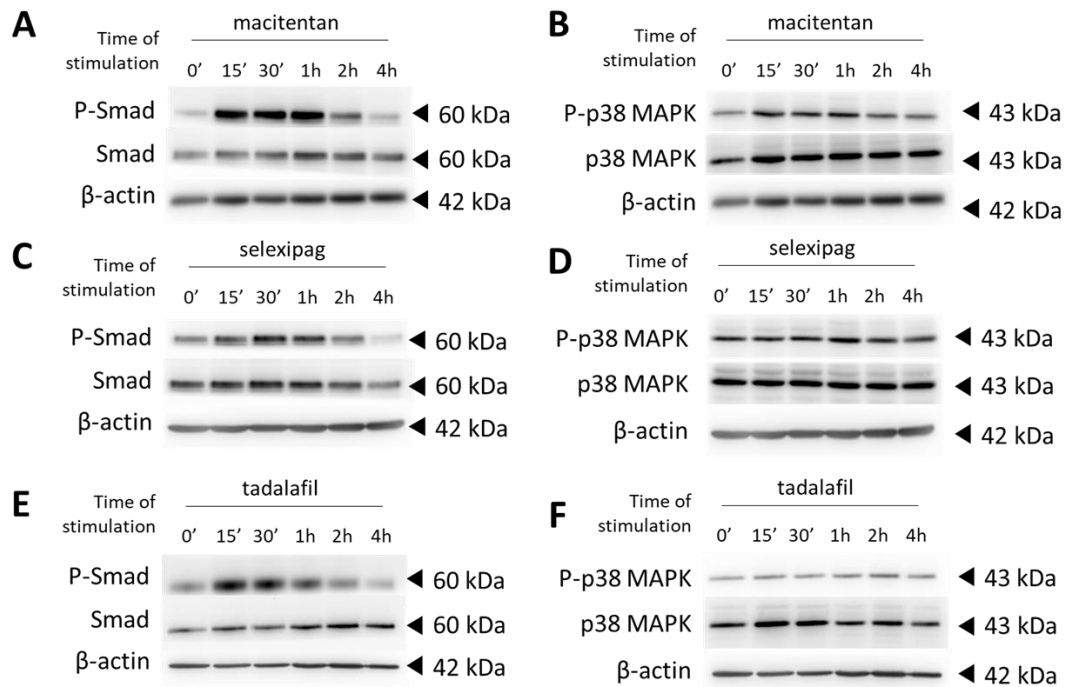 A
macitentan
Time of
stimulation
0’ 15’ 30’ 1h 2h 4h
P-Smad ◄ 60 kDa
Smad ◄ 60 kDa
β-actin ◄ 42 kDa
B
macitentan
Time of
stimulation
0’ 15’ 30’ 1h 2h 4h
P-p38 MAPK ◄ 43 kDa
p38 MAPK ◄ 43 kDa
β-actin ◄ 42 kDa
C
selexipag
Time of
stimulation
0’ 15’ 30’ 1h 2h 4h
P-Smad ◄ 60 kDa
Smad ◄ 60 kDa
β-actin ◄ 42 kDa
D
selexipag
Time of
stimulation
0’ 15’ 30’ 1h 2h 4h
P-p38 MAPK ◄ 43 kDa
p38 MAPK ◄ 43 kDa
β-actin ◄ 42 kDa
E
tadalafil
Time of
stimulation
0’ 15’ 30’ 1h 2h 4h
P-Smad ◄ 60 kDa
Smad ◄ 60 kDa
β-actin ◄ 42 kDa
F
tadalafil
Time of
stimulation
0’ 15’ 30’ 1h 2h 4h
P-p38 MAPK ◄ 43 kDa
p38 MAPK ◄ 43 kDa
β-actin ◄ 42 kDa